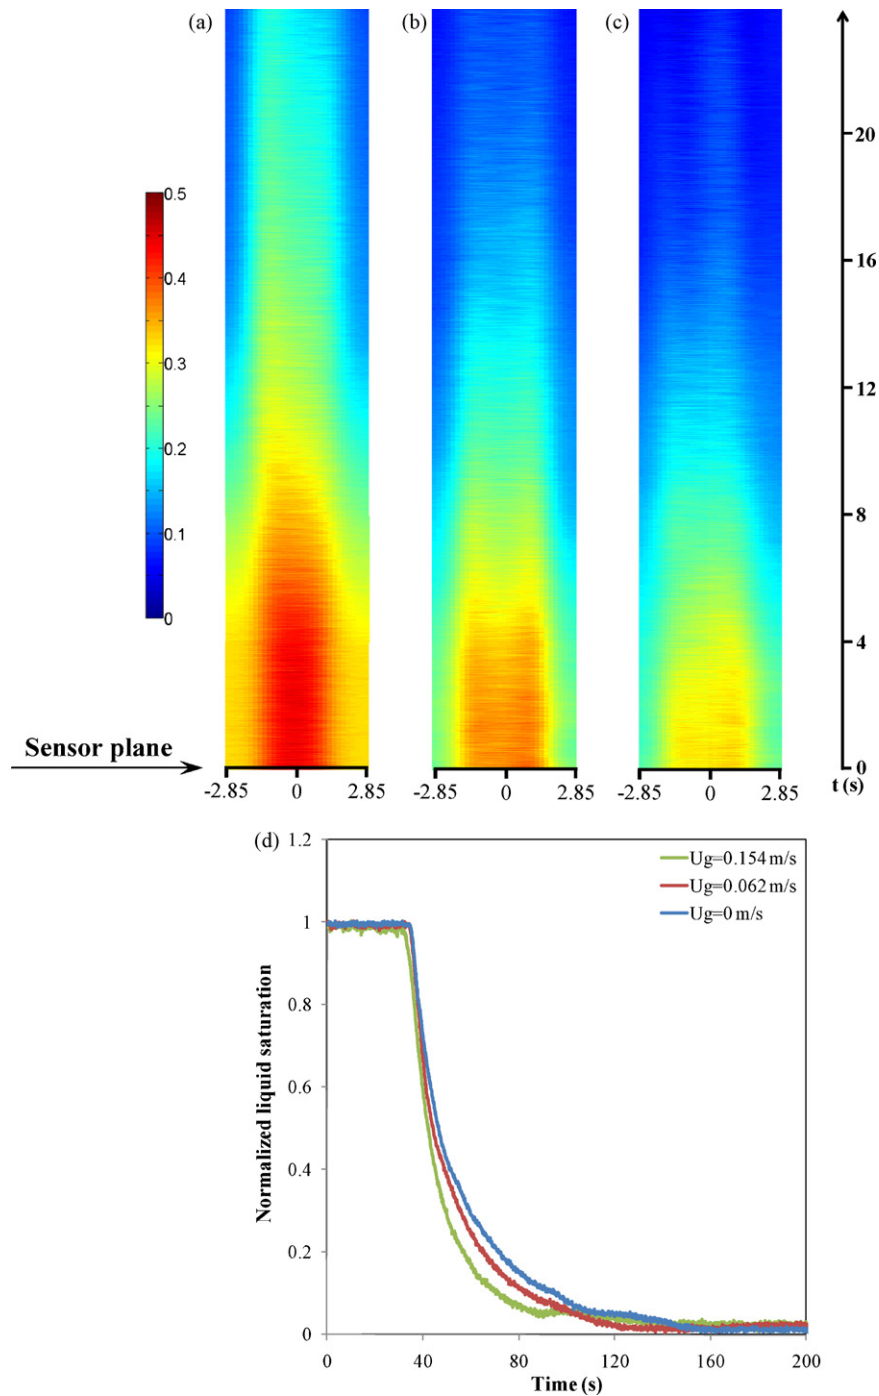 (a)
(b)
(c)
0.5
0.4
0.3
0.2
0.1
0
20
16
12
8
4
0
t (s)
Sensor plane
-2.85 0 2.85
-2.85 0 2.85
-2.85 0 2.85
(d)
1.2
1
0.8
0.6
0.4
0.2
0
Normalized liquid saturation
Ug=0.154 m/s
Ug=0.062 m/s
Ug=0 m/s
0 40 80 120 160 200
Time (s)